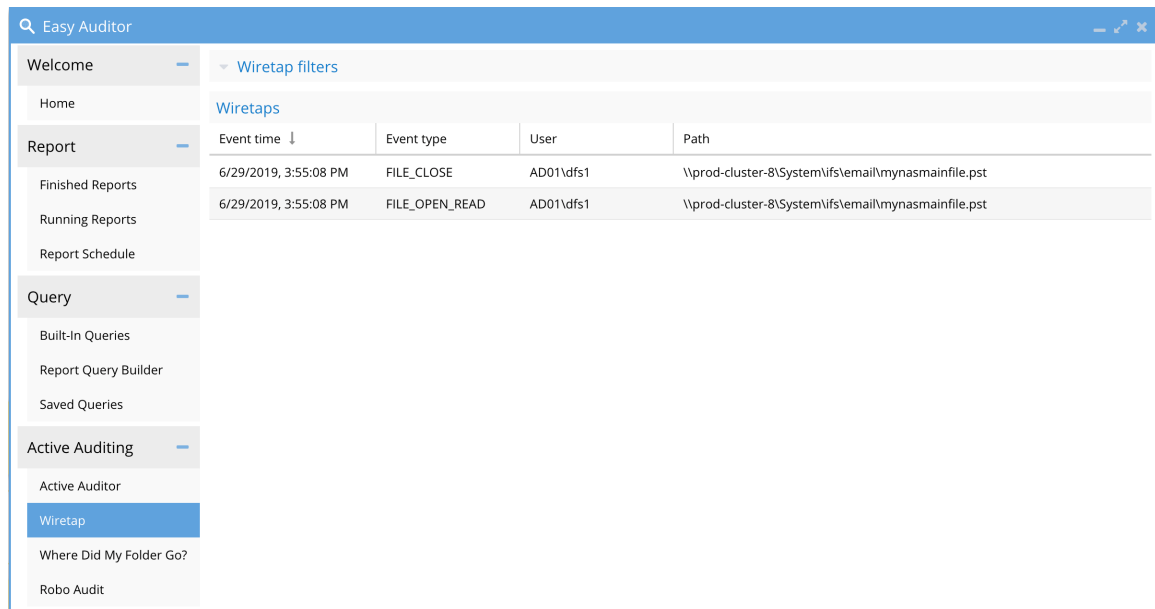 Easy Auditor
Welcome
Home
Report
Finished Reports
Running Reports
Report Schedule
Query
Built-In Queries
Report Query Builder
Saved Queries
Active Auditing
Active Auditor
Wiretap
Where Did My Folder Go?
Robo Audit
Wiretap filters
Wiretaps
Event time Event type User Path
6/29/2019, 3:55:08 PM FILE_CLOSE AD01\dfs1 \\prod-cluster-8\System\ifs\email\mynasmainfile.pst
6/29/2019, 3:55:08 PM FILE_OPEN_READ AD01\dfs1 \\prod-cluster-8\System\ifs\email\mynasmainfile.pst